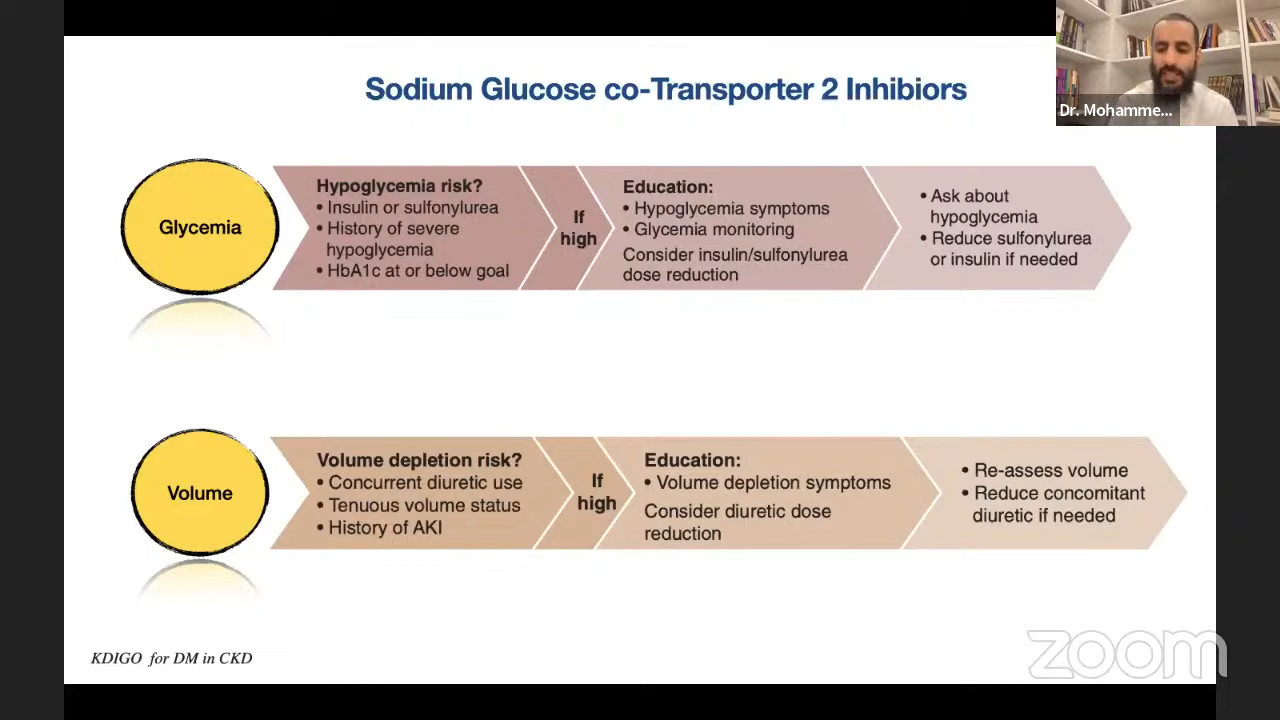 Sodium Glucose co-Transporter 2 Inhibiors
Dr. Mohamme...
Glycemia
Hypoglycemia risk?
• Insulin or sulfonylurea
• History of severe
hypoglycemia
• HbA1c at or below goal
If
high
Education:
• Hypoglycemia symptoms
• Glycemia monitoring
Consider insulin/sulfonylurea
dose reduction
• Ask about
hypoglycemia
• Reduce sulfonylurea
or insulin if needed
Volume
Volume depletion risk?
• Concurrent diuretic use
• Tenuous volume status
• History of AKI
If
high
Education:
• Volume depletion symptoms
Consider diuretic dose
reduction
• Re-assess volume
• Reduce concomitant
diuretic if needed
KDIGO for DM in CKD
zoom